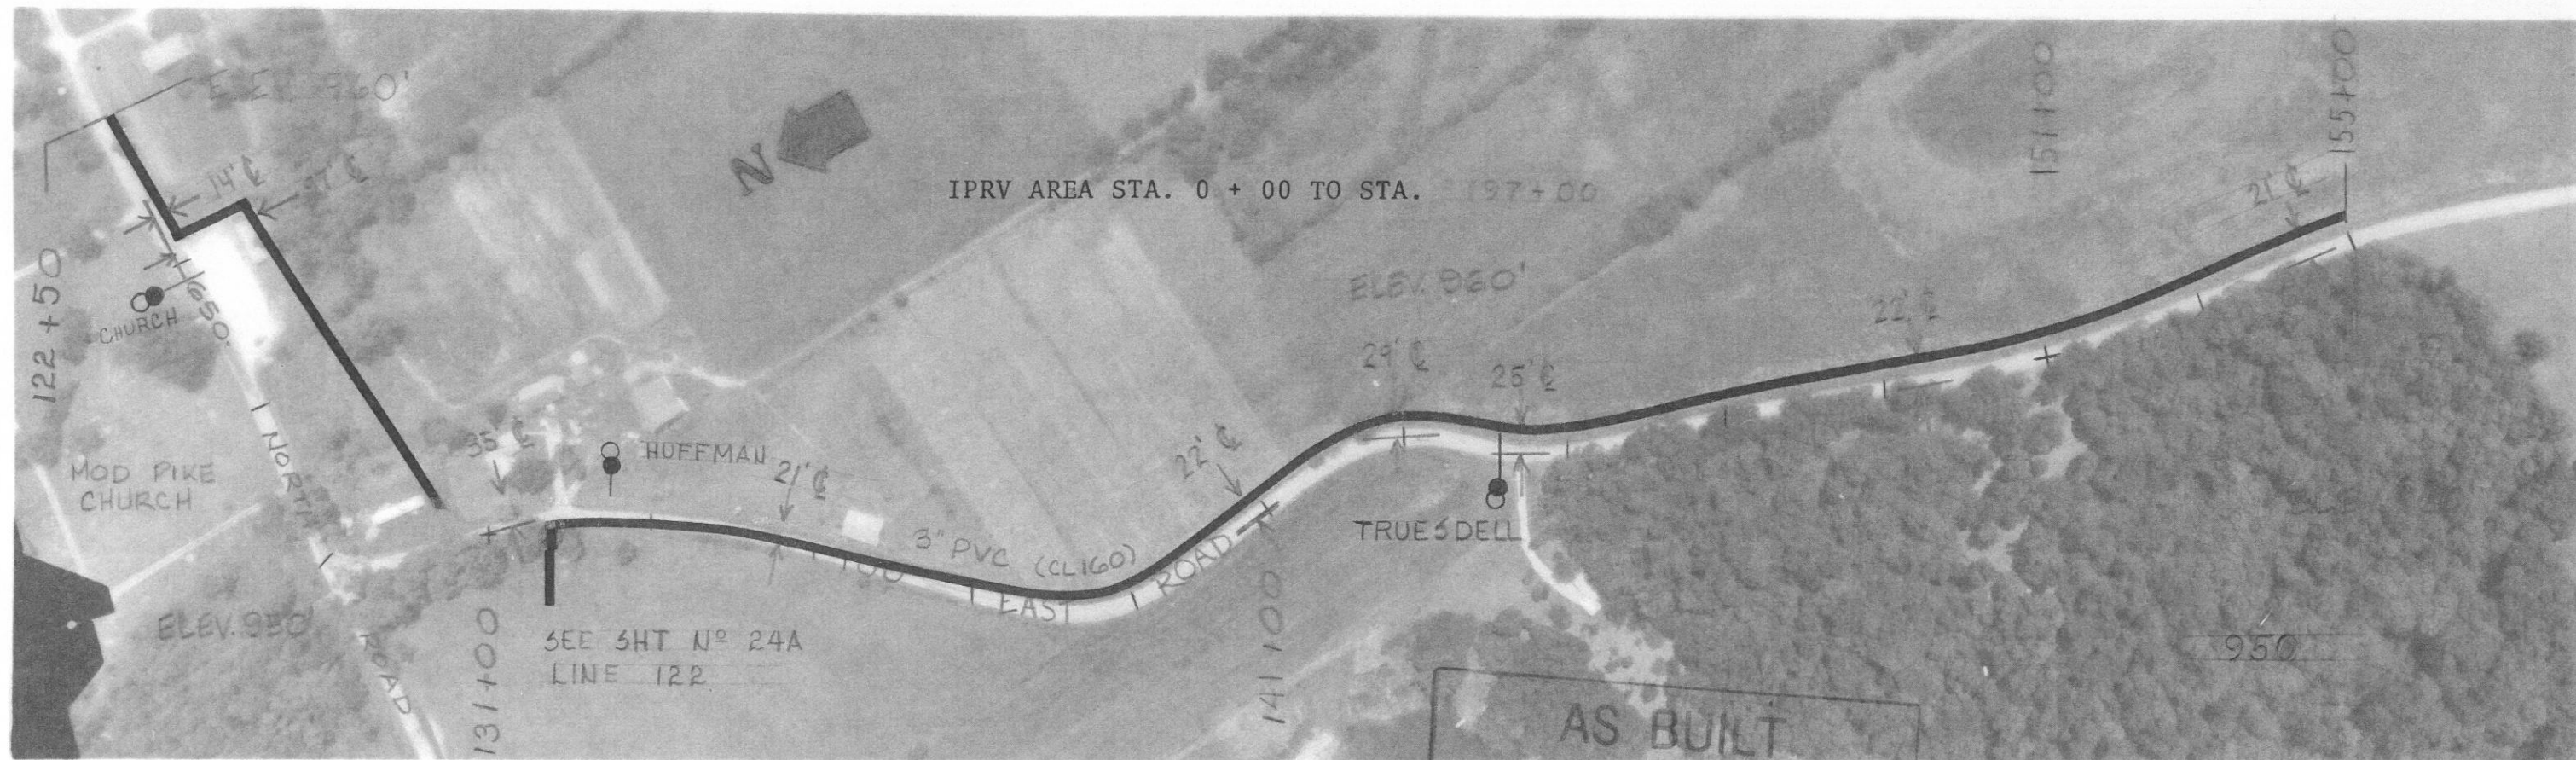 ELEV. 960'
14' ℄
N
IPRV AREA STA. 0 + 00 TO STA. 197+00
151+00
155+00
21' ℄
122+50
650'
CHURCH
ELEV. 960'
22' ℄
29' ℄
25' ℄
35' ℄
HOFFMAN
21' ℄
22' ℄
MOD PIKE
CHURCH
NORTH
ROAD
TRUESDELL
3" PVC (CL160)
EAST
ROAD
ELEV. 950'
131+00
SEE SHT Nº 24A
LINE 122
141+00
950
AS BUILT